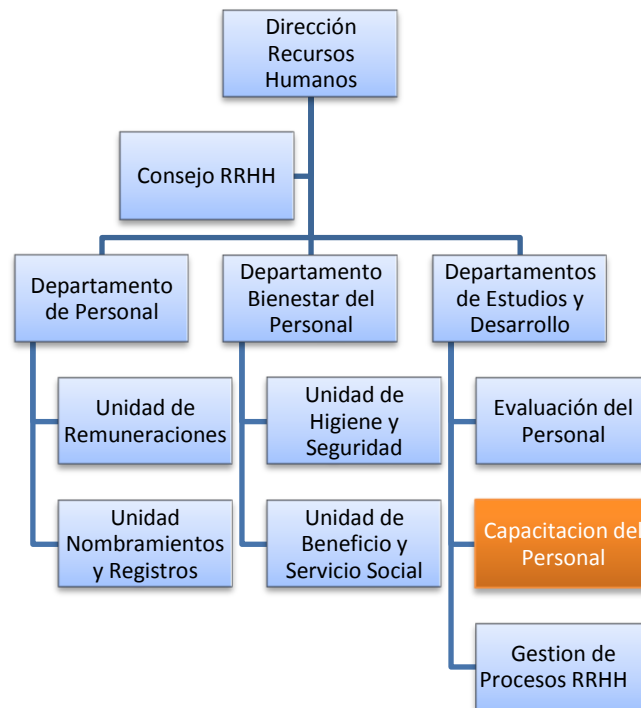 Dirección
Recursos
Humanos
Consejo RRHH
Departamento
de Personal
Departamento
Bienestar del
Personal
Departamentos
de Estudios y
Desarrollo
Unidad de
Remuneraciones
Unidad de
Higiene y
Seguridad
Evaluación del
Personal
Unidad
Nombramientos
y Registros
Unidad de
Beneficio y
Servicio Social
Capacitacion del
Personal
Gestion de
Procesos RRHH